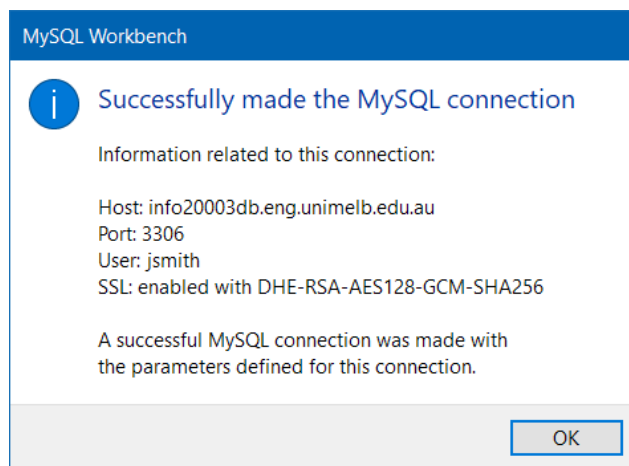 MySQL Workbench
Successfully made the MySQL connection
Information related to this connection:
Host: info20003db.eng.unimelb.edu.au
Port: 3306
User: jsmith
SSL: enabled with DHE-RSA-AES128-GCM-SHA256
A successful MySQL connection was made with
the parameters defined for this connection.
OK